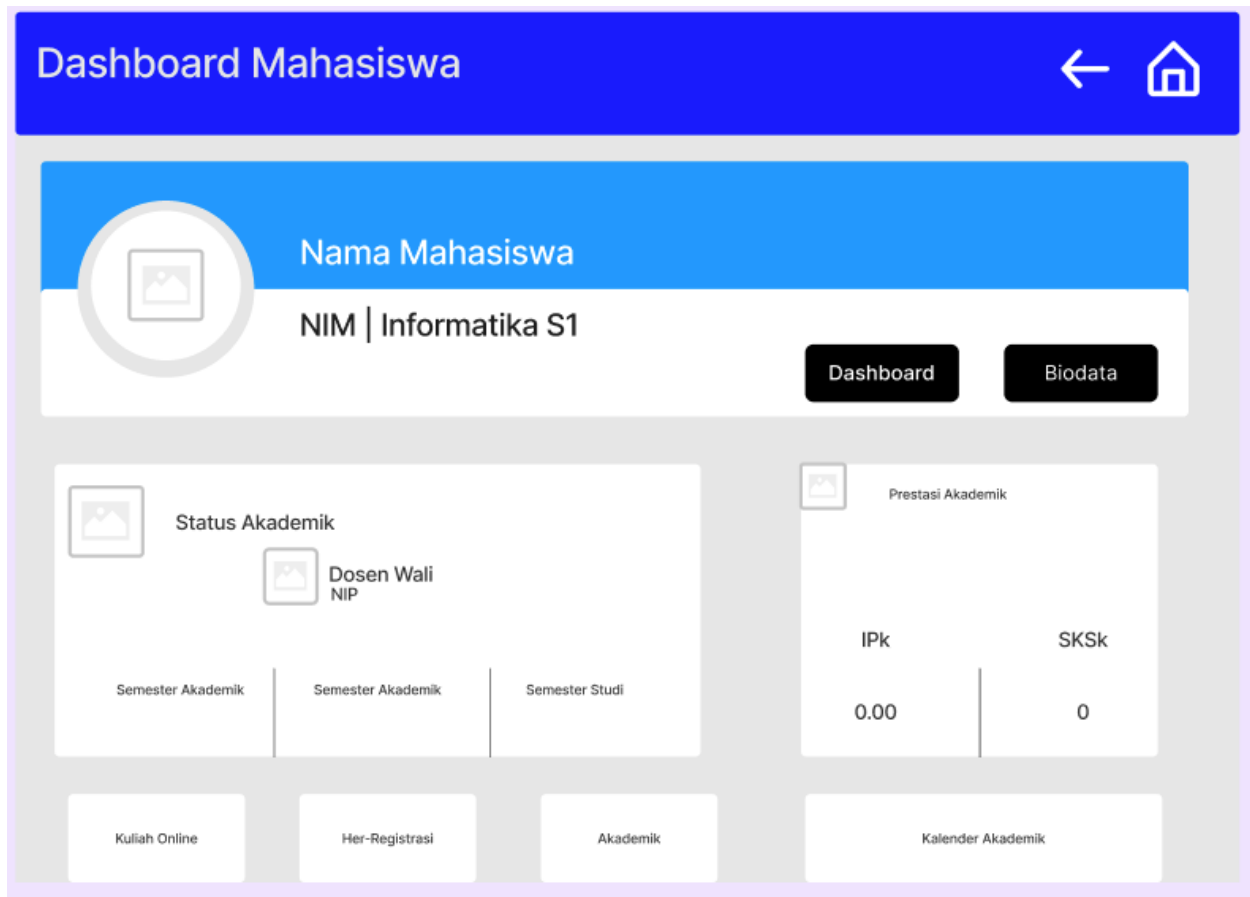 Dashboard Mahasiswa
Nama Mahasiswa
NIM | Informatika S1
Dashboard
Biodata
Status Akademik
Dosen Wali
NIP
Semester Akademik
Semester Akademik
Semester Studi
Prestasi Akademik
IPk
SKSk
0.00
0
Kuliah Online
Her-Registrasi
Akademik
Kalender Akademik